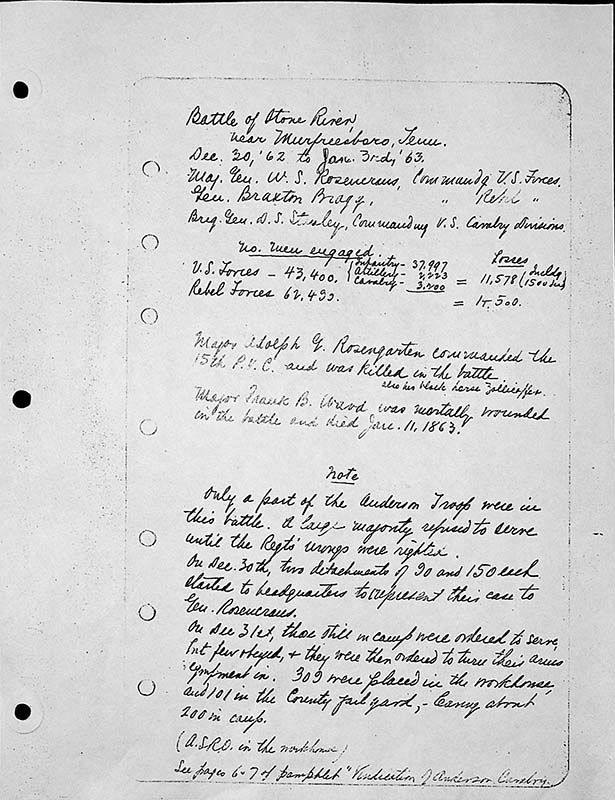 Battle of Stone River,
near Murfreesboro, Tenn.
Dec. 20, '62 to Jan. 3rd, '63.
Maj. Gen. W. S. Rosencrans, Commandg U.S. Forces.
Gen. Braxton Bragg, " Rebel "
Brig. Gen. D. S. Stanley, Commanding U.S. Cavalry divisions.
No. men engaged. Losses
U.S. Forces – 43,400. { Infantry – 37,997
Artillery – 2,223
Cavalry – 3,200 = 11,578 (Includg 1500
Rebel Forces 62,490. = 15,500.
Major Adolph G. Rosengarten commanded the
15th P.V.C. and was killed in the battle
also his black horse Zollicoffer.
Major Frank B. Ward was mortally wounded
in the battle and died Jan. 11, 1863.
Note
Only a part of the Anderson Troop were in
this battle. A large majority refused to serve
until the Regt's wrongs were righted.
On Dec. 30th, two detachments of 90 and 150 each
started to headquarters to represent their case to
Gen. Rosencrans.
On Dec 31st, those still in camp were ordered to serve,
but few obeyed, & they were then ordered to turn their arms
equipment in. 309 were placed in the workhouse
and 101 in the County jail yard, – leaving about
200 in camp.
(A.S.R.O. in the workhouse)
See pages 6-7 of pamphlet "Vindication of Anderson Cavalry.